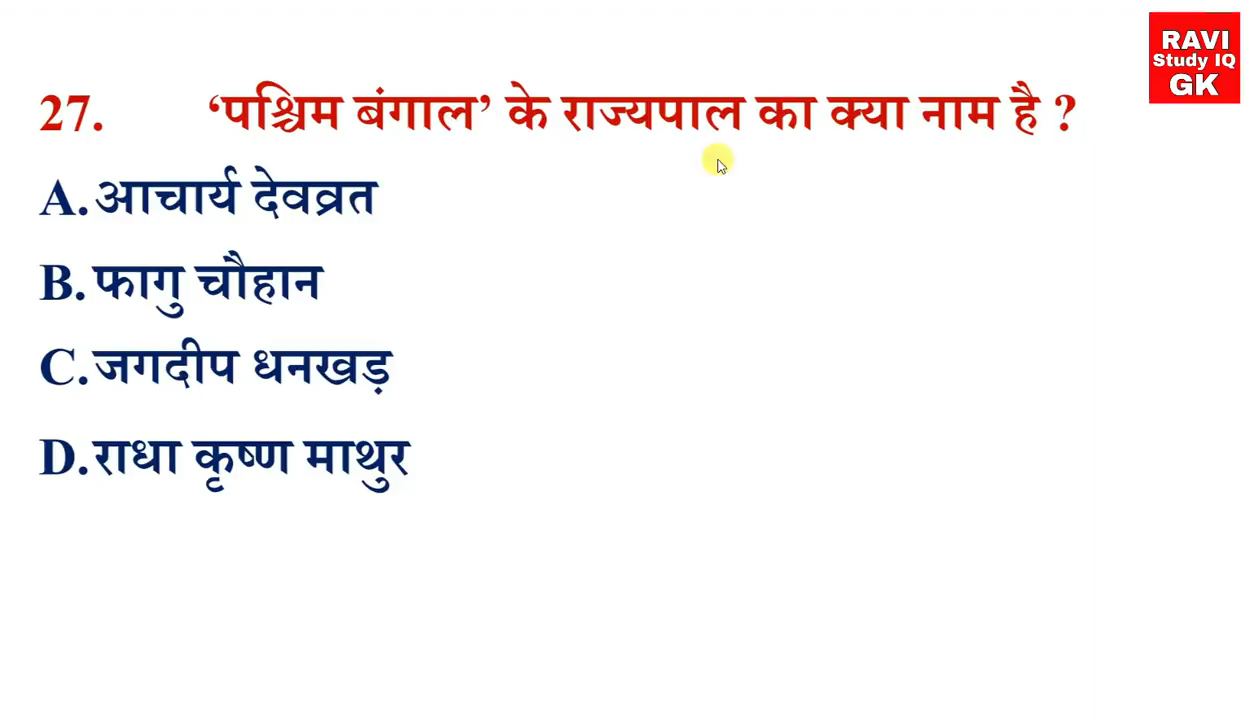 RAVI
Study IQ
GK
27. ‘पश्चिम बंगाल’ के राज्यपाल का क्या नाम है ?
A.आचार्य देवव्रत
B.फागु चौहान
C.जगदीप धनखड़
D.राधा कृष्ण माथुर